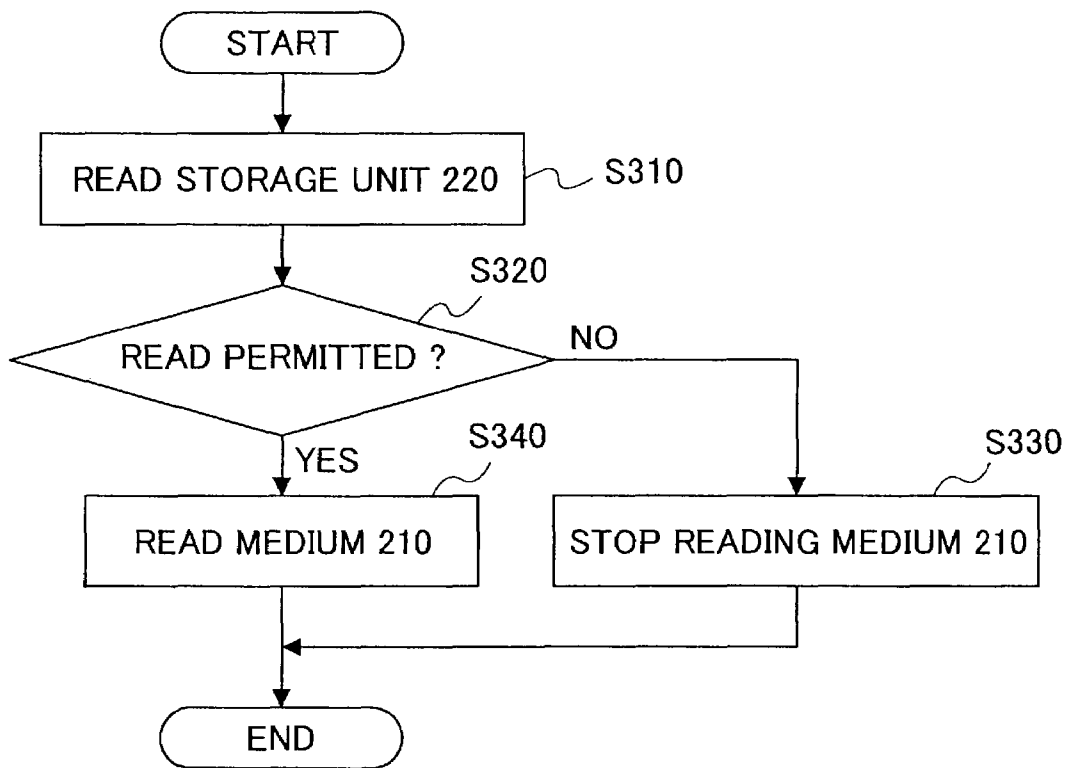 START
READ STORAGE UNIT 220
S310
S320
READ PERMITTED ?
NO
YES
S340
S330
READ MEDIUM 210
STOP READING MEDIUM 210
END